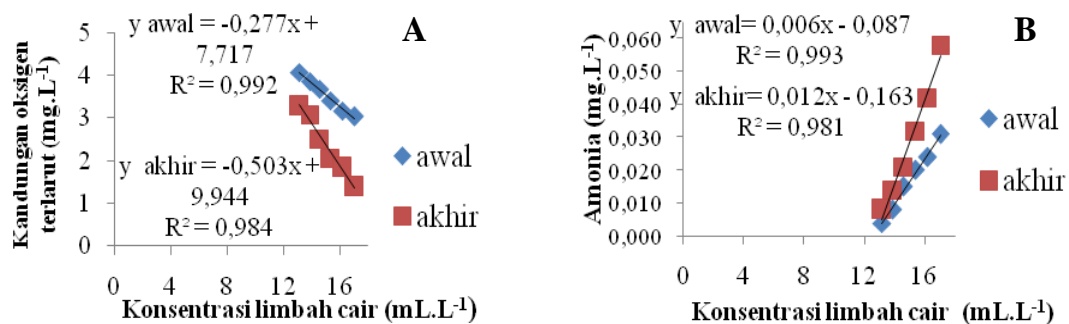 A
y awal = -0,277x +
7,717
R² = 0,992
y akhir = -0,503x +
9,944
R² = 0,984
Kandungan oksigen
terlarut (mg.L-1)
5
4
3
2
1
0
0 4 8 12 16
Konsentrasi limbah cair (mL.L-1)
awal
akhir
B
y awal= 0,006x - 0,087
R² = 0,993
y akhir= 0,012x - 0,163
R² = 0,981
Amonia (mg.L-1)
0,060
0,050
0,040
0,030
0,020
0,010
0,000
0 4 8 12 16
Konsentrasi limbah cair (mL.L-1)
awal
akhir